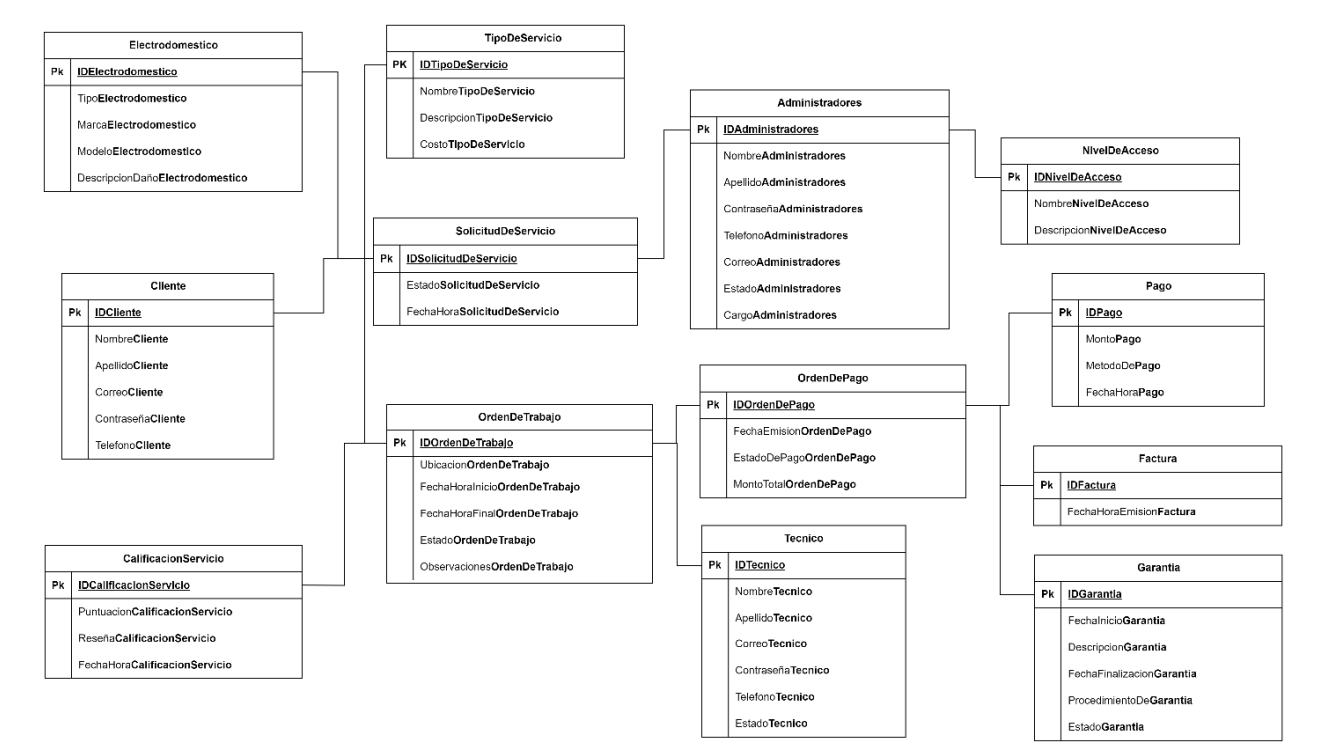 Electrodomestico
Pk IDElectrodomestico
TipoElectrodomestico
MarcaElectrodomestico
ModeloElectrodomestico
DescripcionDañoElectrodomestico
TipoDeServicio
PK IDTipoDeServicio
NombreTipoDeServicio
DescripcionTipoDeServicio
CostoTIpoDeServicio
Administradores
Pk IDAdministradores
NombreAdministradores
ApellidoAdministradores
ContraseñaAdministradores
TelefonoAdministradores
CorreoAdministradores
EstadoAdministradores
CargoAdministradores
NivelDeAcceso
Pk IDNivelDeAcceso
NombreNivelDeAcceso
DescripcionNivelDeAcceso
SolicitudDeServicio
Pk IDSolicitudDeServicio
EstadoSolicitudDeServicio
FechaHoraSolicitudDeServicio
Cliente
Pk IDCliente
NombreCliente
ApellidoCliente
CorreoCliente
ContraseñaCliente
TelefonoCliente
Pago
Pk IDPago
MontoPago
MetodoDePago
FechaHoraPago
OrdenDePago
Pk IDOrdenDePago
FechaEmisionOrdenDePago
EstadoDePagoOrdenDePago
MontoTotalOrdenDePago
OrdenDeTrabajo
Pk IDOrdenDeTrabajo
UbicacionOrdenDeTrabajo
FechaHoraInicioOrdenDeTrabajo
FechaHoraFinalOrdenDeTrabajo
EstadoOrdenDeTrabajo
ObservacionesOrdenDeTrabajo
Factura
Pk IDFactura
FechaHoraEmisionFactura
CalificacionServicio
Pk IDCalificacionServicio
PuntuacionCalificacionServicio
ReseñaCalificacionServicio
FechaHoraCalificacionServicio
Tecnico
Pk IDTecnico
NombreTecnico
ApellidoTecnico
CorreoTecnico
ContraseñaTecnico
TelefonoTecnico
EstadoTecnico
Garantia
Pk IDGarantia
FechaInicioGarantia
DescripcionGarantia
FechaFinalizacionGarantia
ProcedimientoDeGarantia
EstadoGarantia